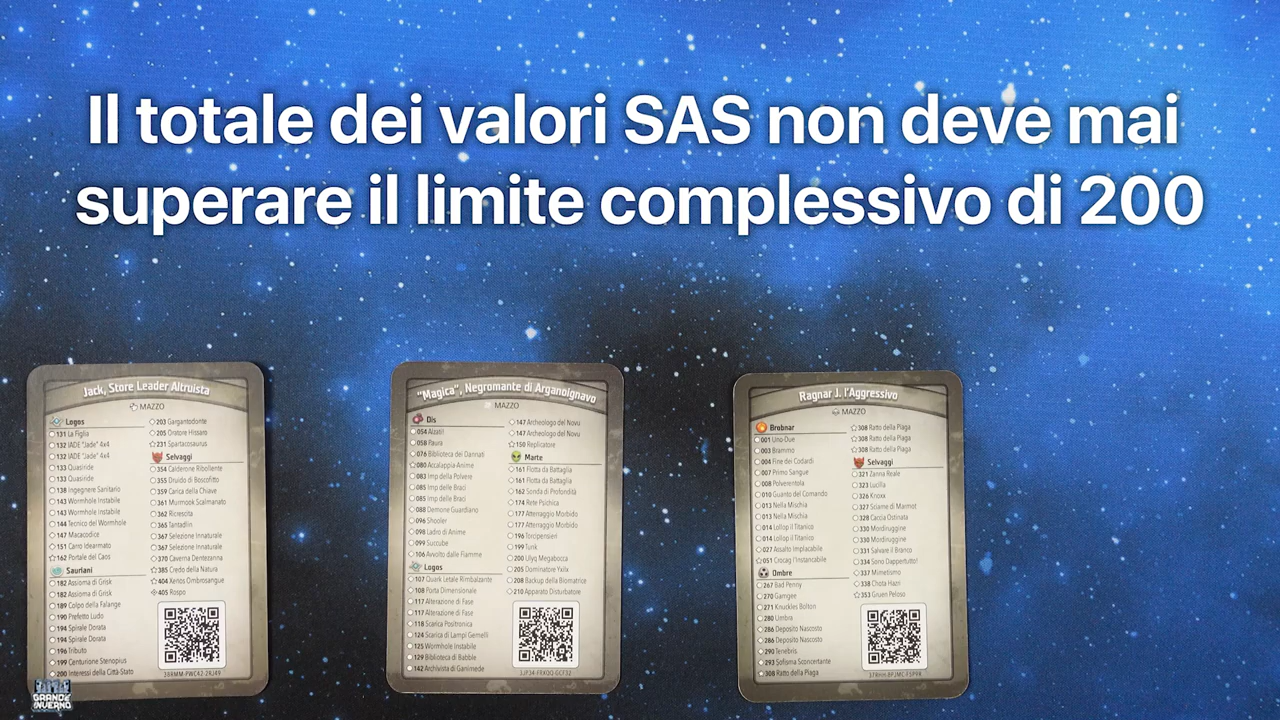 Il totale dei valori SAS non deve mai
superare il limite complessivo di 200
Jack, Store Leader Altruista
MAZZO
Logos
131 La Figlia
132 JADE "Jade" 4x4
132 JADE "Jade" 4x4
133 Quasiride
133 Quasiride
138 Ingegnere Sanitario
143 Wormhole Instabile
143 Wormhole Instabile
144 Tecnico del Wormhole
147 Macacodice
151 Carro Idearmato
162 Portale del Caos
Sauriani
182 Assioma di Grisk
182 Assioma di Grisk
189 Colpo della Falange
190 Prefetto Ludo
194 Spirale Dorata
194 Spirale Dorata
196 Tributo
199 Centurione Stenoplus
200 Interessi della Città-Stato
203 Gargantodonte
205 Oratore Hissaro
231 Spartacosaurus
Selvaggi
354 Calderone Ribollente
355 Druido di Boscofitto
359 Carica della Chiave
361 Murmook Scalmanato
362 Ricrescita
365 Tantadlin
367 Selezione Innaturale
367 Selezione Innaturale
370 Caverna Dentezanna
385 Credo della Natura
404 Xenos Ombrosangue
405 Rospo
GRANDE
INVERNO
"Magica", Negromante di
MAZZO
Dis
054 Alzati!
058 Paura
076 Biblioteca dei Dannati
080 Accalappia Anime
083 Imp della Polvere
085 Imp delle Braci
085 Imp delle Braci
088 Demone Guardiano
096 Shooler
098 Ladro di Anime
099 Succube
106 Avvolto dalle Fiamme
Logos
107 Quark Letale Rimbalzante
108 Porta Dimensionale
117 Alterazione di Fase
117 Alterazione di Fase
118 Scarica Positronica
124 Scarica di Lampi Gemelli
125 Wormhole Instabile
129 Biblioteca di Babble
142 Archivista di Ganimede
147 Archeologo del Novu
147 Archeologo del Novu
150 Replicatore
Marte
161 Flotta da Battaglia
161 Flotta da Battaglia
162 Sonda di Profondità
174 Rete Psichica
177 Atterraggio Morbido
177 Atterraggio Morbido
196 Torcipensieri
199 Tunk
200 Ulyq Megabocca
205 Dominatore Yxilx
208 Backup della Biomatrice
210 Apparato Disturbatore
Ragnar J. l'Aggressivo
MAZZO
Brobnar
001 Uno-Due
003 Brammo
004 Fine dei Codardi
007 Primo Sangue
008 Polverentola
010 Guanto del Comando
013 Nella Mischia
013 Nella Mischia
014 Lollop il Titanico
014 Lollop il Titanico
027 Assalto Implacabile
051 Crocag l'Instancabile
Ombre
267 Bad Penny
270 Gamgee
271 Knuckles Bolton
280 Umbra
286 Deposito Nascosto
286 Deposito Nascosto
290 Tenebris
293 Sofisma Sconcertante
308 Ratto della Piaga
308 Ratto della Piaga
308 Ratto della Piaga
308 Ratto della Piaga
Selvaggi
321 Zanna Reale
323 Lucilla
326 Knoxx
327 Sciame di Marmot
328 Caccia Ostinata
330 Mordiruggine
330 Mordiruggine
331 Salvare il Branco
334 Sono Dappertutto!
337 Mimetismo
338 Chota Hazri
353 Gruen Peloso